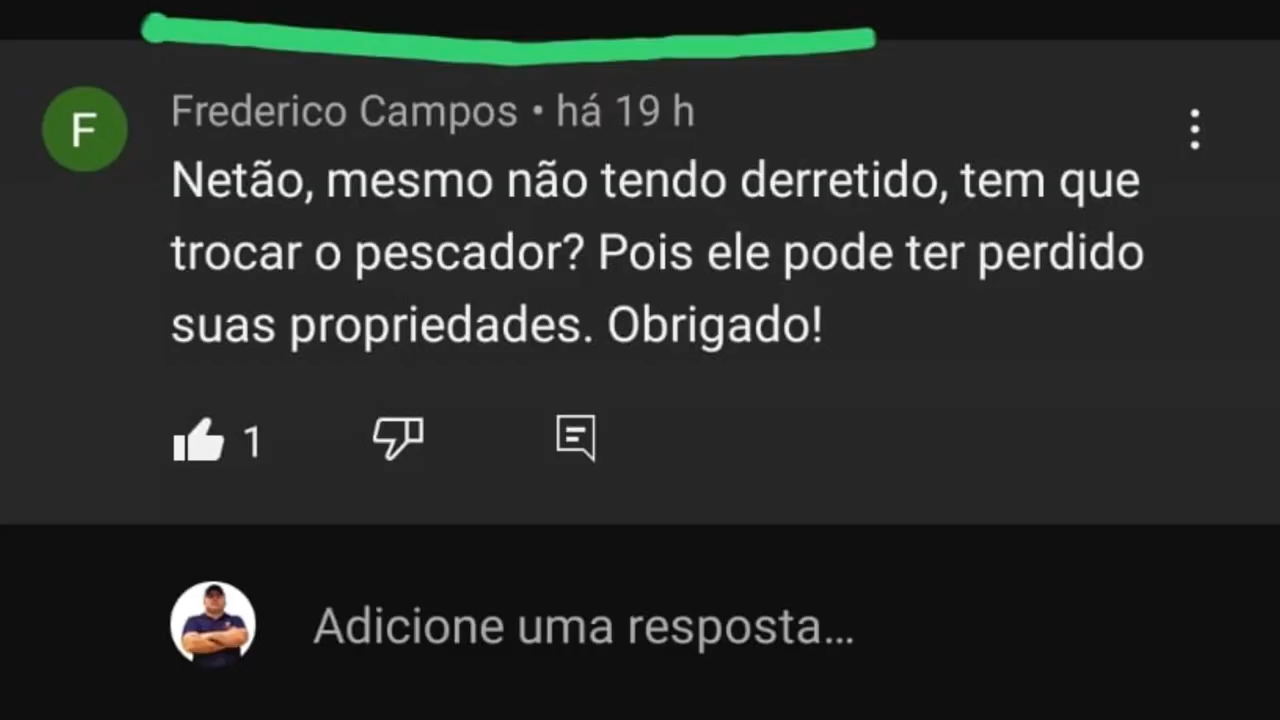 F
Frederico Campos • há 19 h
Netão, mesmo não tendo derretido, tem que
trocar o pescador? Pois ele pode ter perdido
suas propriedades. Obrigado!
1
Adicione uma resposta...